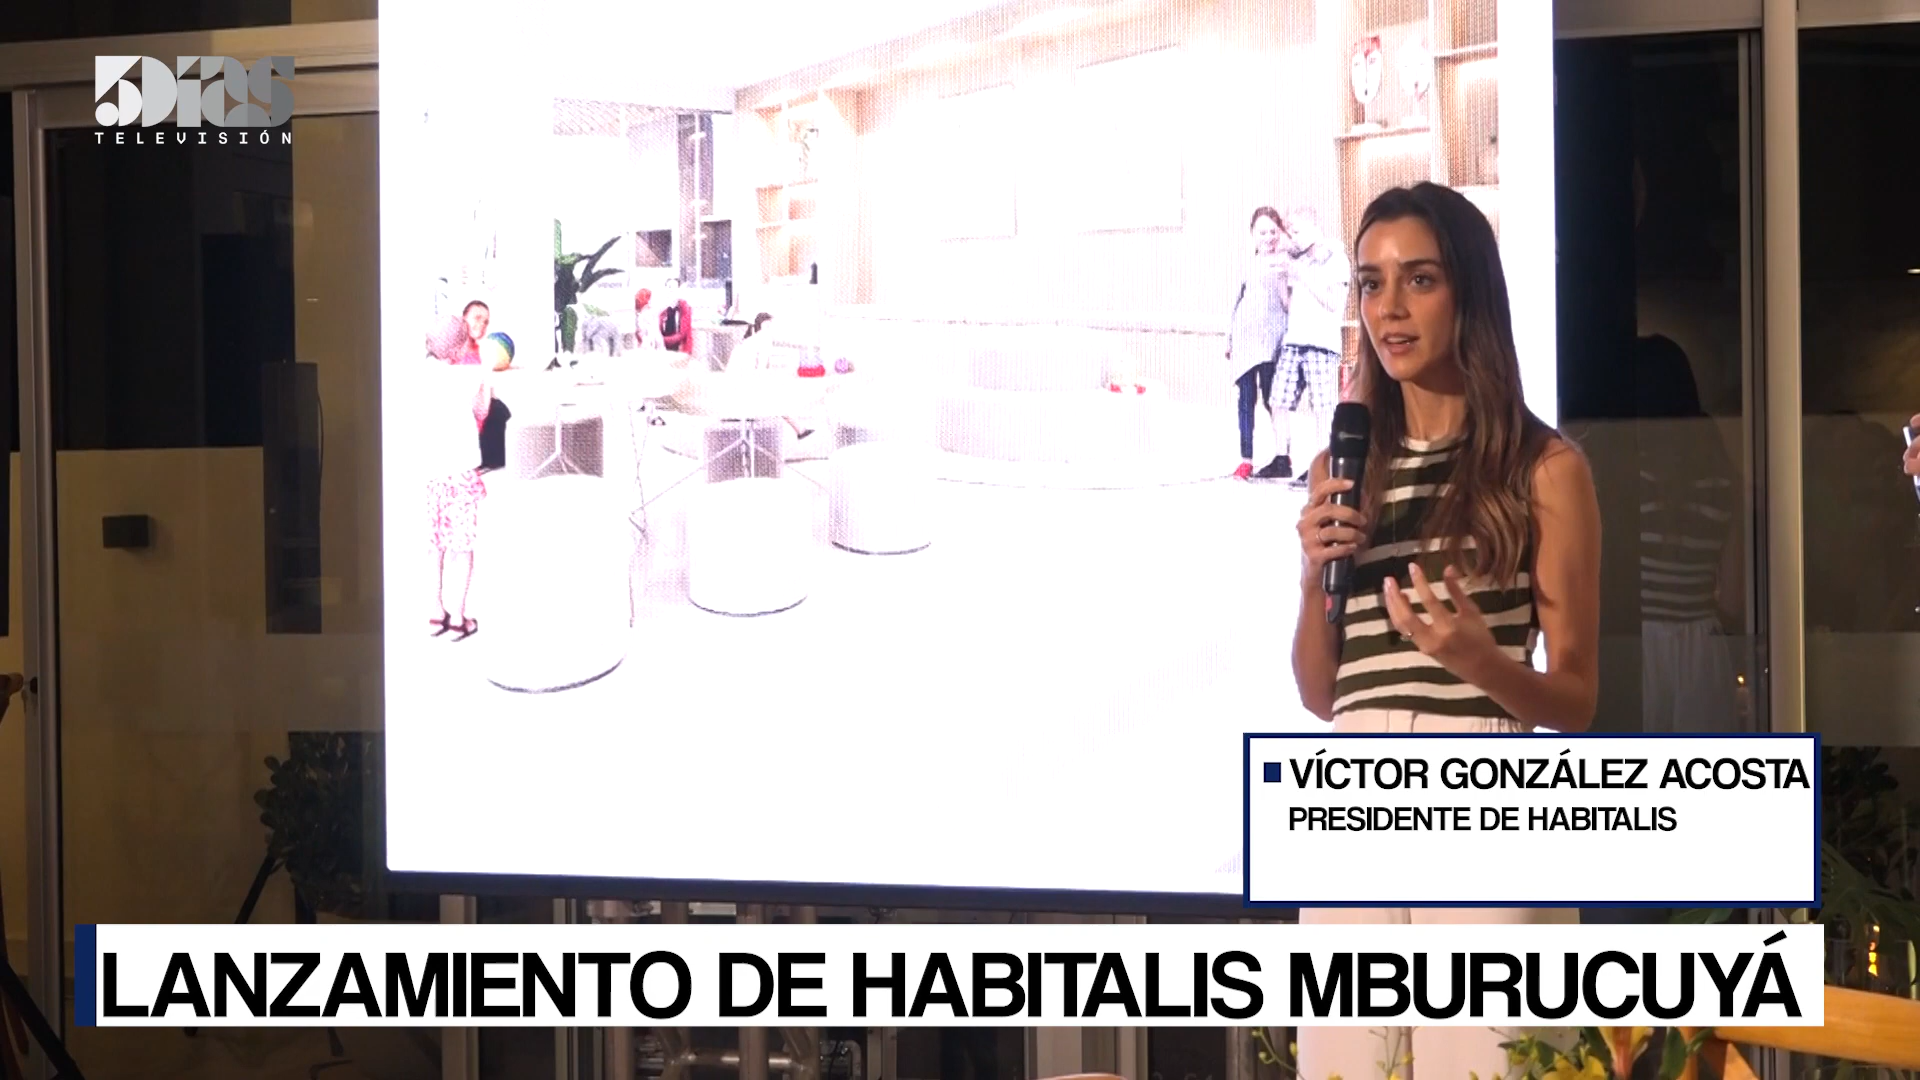 5Días
TELEVISIÓN
VÍCTOR GONZÁLEZ ACOSTA
PRESIDENTE DE HABITALIS
LANZAMIENTO DE HABITALIS MBURUCUYÁ